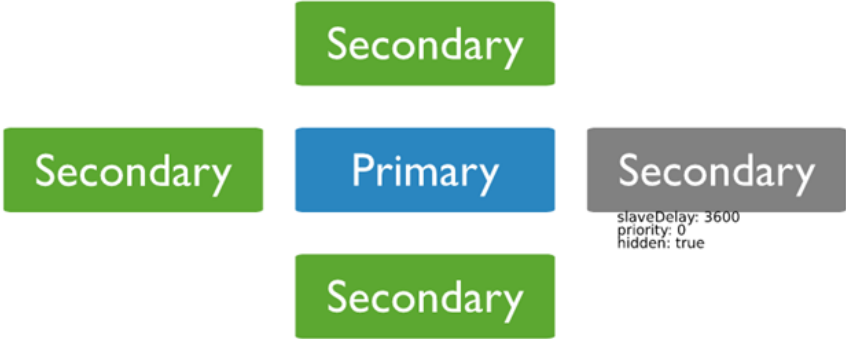 Secondary
Secondary
Primary
Secondary
slaveDelay: 3600
priority: 0
hidden: true
Secondary